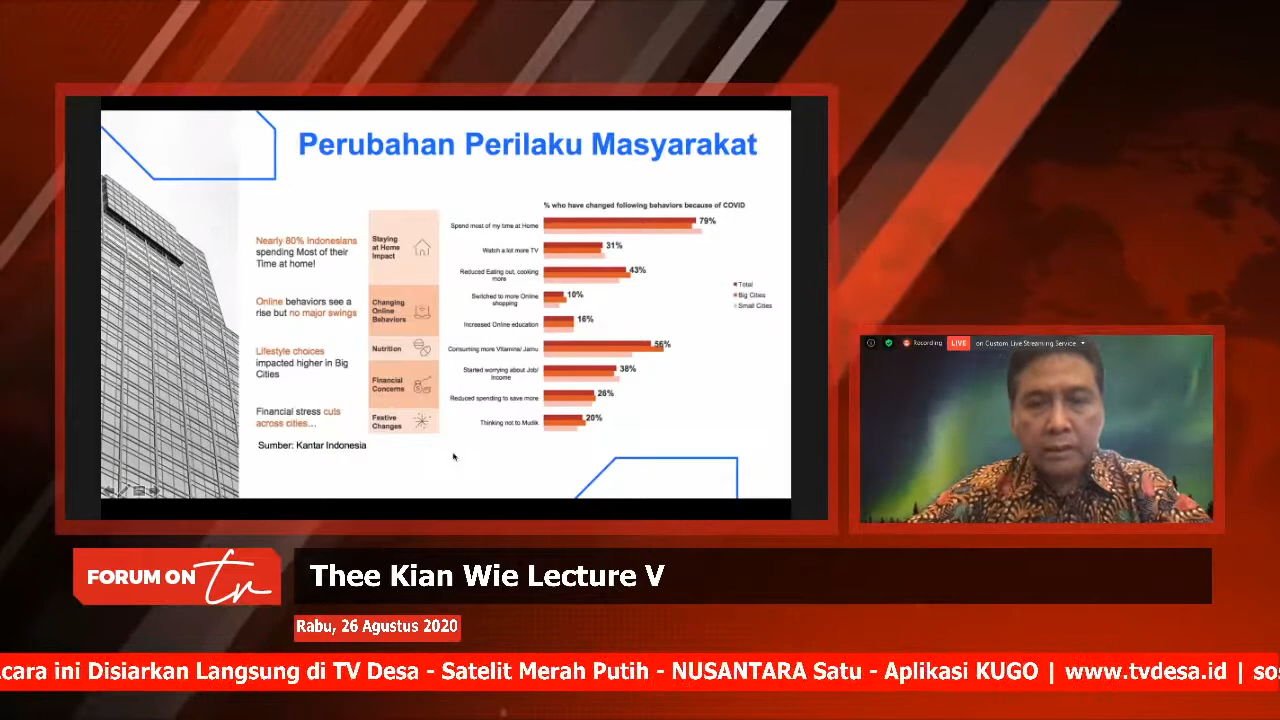 Perubahan Perilaku Masyarakat
Nearly 80% Indonesians
spending Most of their
Time at home!
Online behaviors see a
rise but no major swings
Lifestyle choices
impacted higher in Big
Cities
Financial stress cuts
across cities...
Sumber: Kantar Indonesia
Staying
at Home
Impact
Changing
Online
Behaviors
Nutrition
Financial
Concerns
Festive
Changes
% who have changed following behaviors because of COVID
Spend most of my time at Home
79%
Watch a lot more TV
31%
Reduced Eating out, cooking
more
43%
Switched to more Online
shopping
10%
Increased Online education
16%
Consuming more Vitamins/ Jamu
56%
Started worrying about Job/
Income
38%
Reduced spending to save more
26%
Thinking not to Mudik
20%
Total
Big Cities
Small Cities
Recording
LIVE
on Custom Live Streaming Service
FORUM ON
tr
Thee Kian Wie Lecture V
Rabu, 26 Agustus 2020
cara ini Disiarkan Langsung di TV Desa - Satelit Merah Putih - NUSANTARA Satu - Aplikasi KUGO | www.tvdesa.id | sos